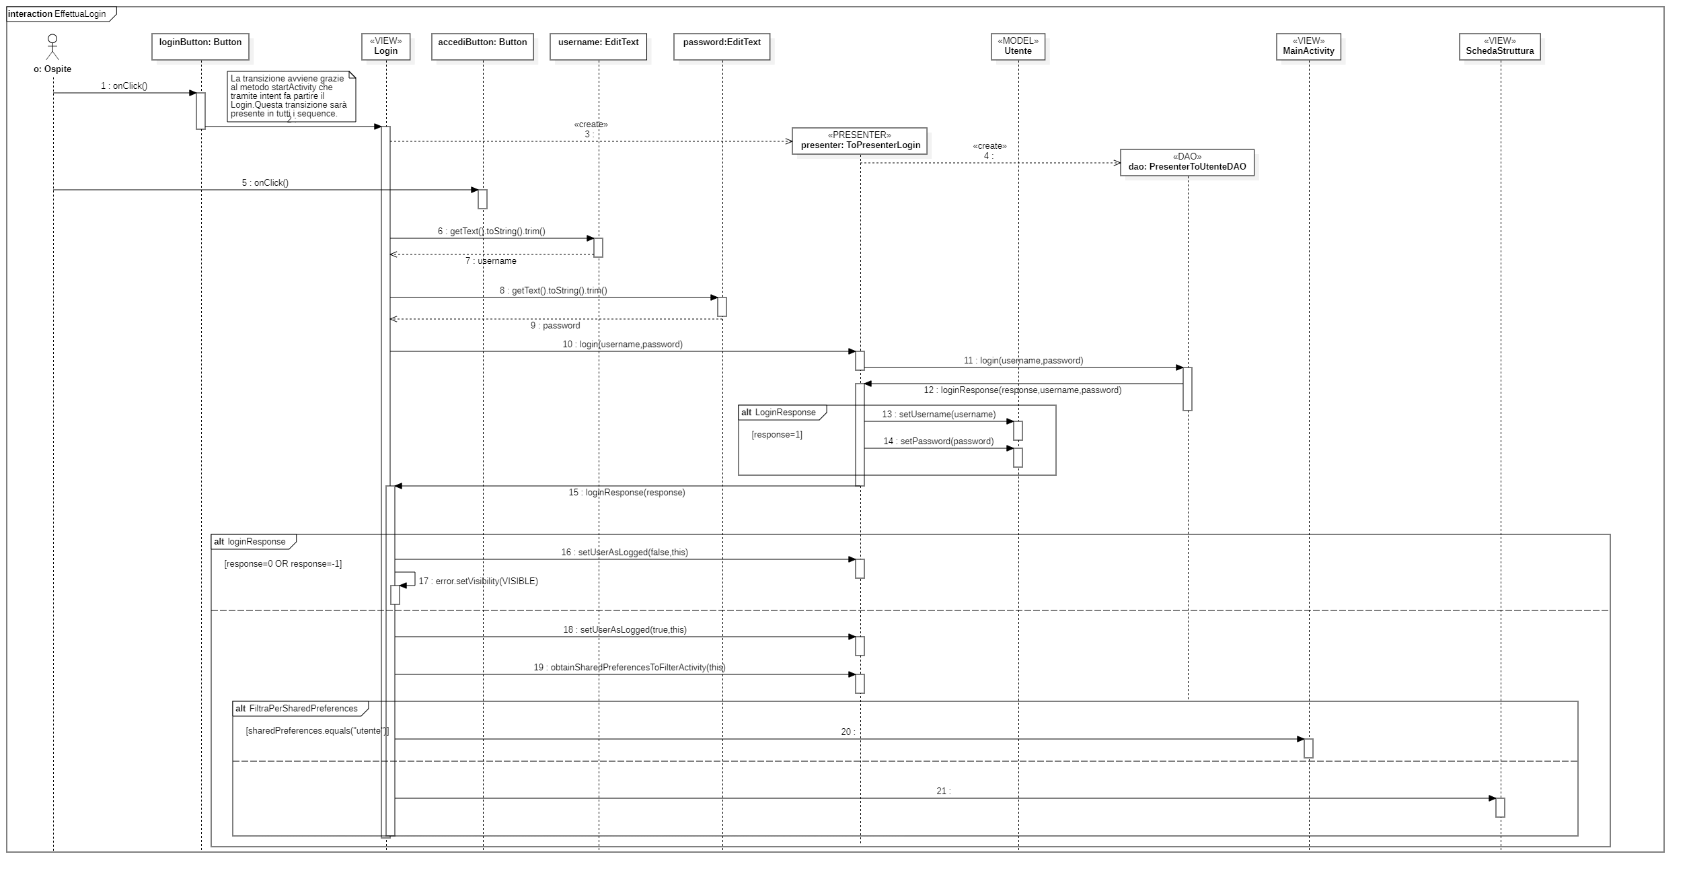 interaction EffettuaLogin
o: Ospite
loginButton: Button
«VIEW»
Login
accediButton: Button
username: EditText
password:EditText
«MODEL»
Utente
«VIEW»
MainActivity
«VIEW»
SchedaStruttura
La transizione avviene grazie
al metodo startActivity che
tramite intent fa partire il
Login.Questa transizione sarà
presente in tutti i sequence.
1 : onClick()
2 :
«create»
3 :
«PRESENTER»
presenter: ToPresenterLogin
«create»
4 :
«DAO»
dao: PresenterToUtenteDAO
5 : onClick()
6 : getText().toString().trim()
7 : username
8 : getText().toString().trim()
9 : password
10 : login(username,password)
11 : login(username,password)
12 : loginResponse(response,username,password)
alt LoginResponse
[response=1]
13 : setUsername(username)
14 : setPassword(password)
15 : loginResponse(response)
alt loginResponse
[response=0 OR response=-1]
16 : setUserAsLogged(false,this)
17 : error.setVisibility(VISIBLE)
18 : setUserAsLogged(true,this)
19 : obtainSharedPreferencesToFilterActivity(this)
alt FiltraPerSharedPreferences
[sharedPreferences.equals("utente")]
20 :
21 :